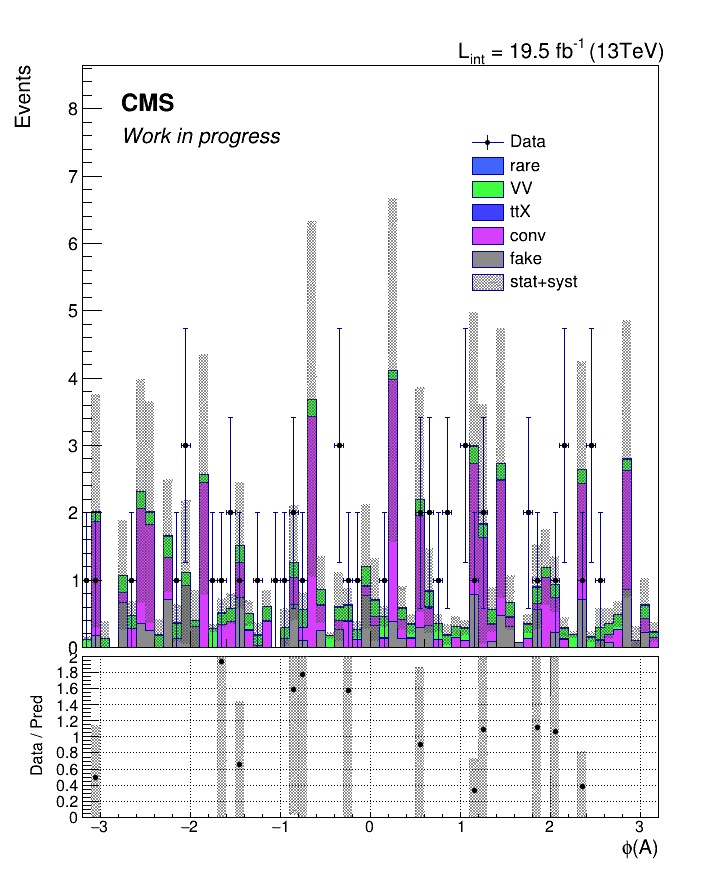 L_int = 19.5 fb⁻¹ (13TeV)
Events
CMS
Work in progress
Data
rare
VV
ttX
conv
fake
stat+syst
8
7
6
5
4
3
2
1
0
Data / Pred
2
1.8
1.6
1.4
1.2
1
0.8
0.6
0.4
0.2
0
−3 −2 −1 0 1 2 3
ϕ(A)